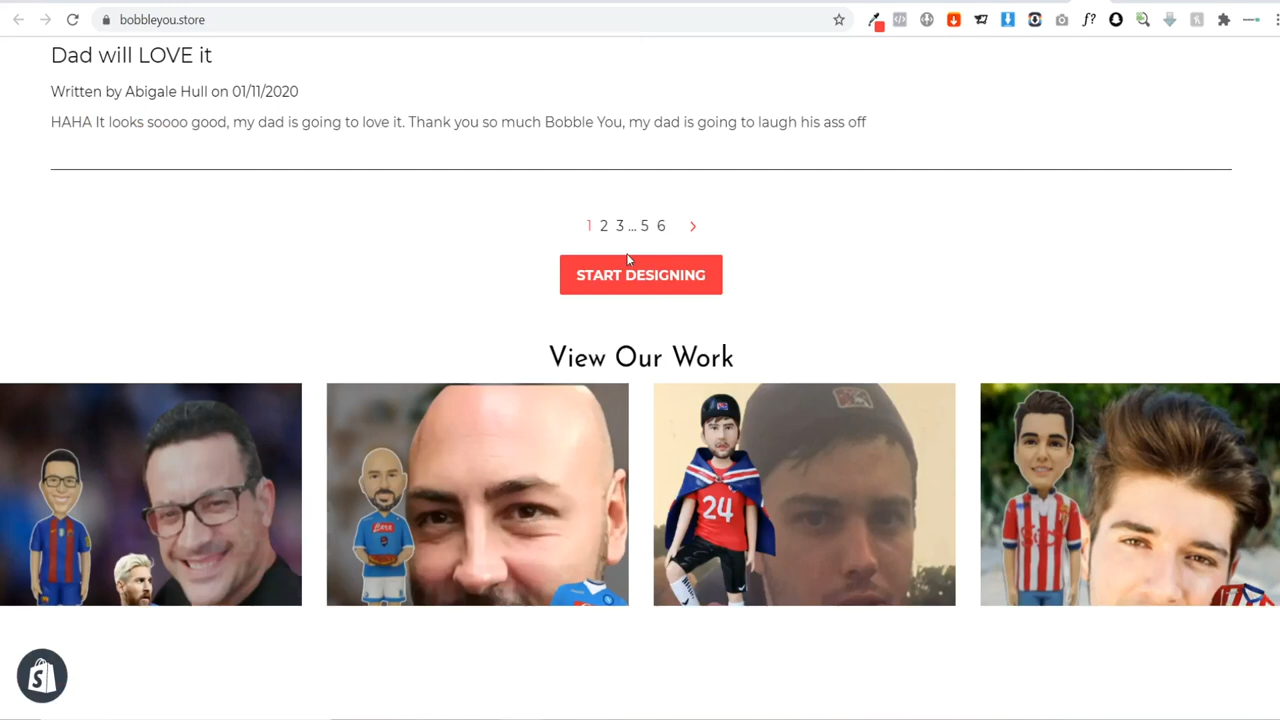 bobbleyou.store
f?
Dad will LOVE it
Written by Abigale Hull on 01/11/2020
HAHA It looks soooo good, my dad is going to love it. Thank you so much Bobble You, my dad is going to laugh his ass off
1 2 3 ... 5 6 >
START DESIGNING
View Our Work
24
S